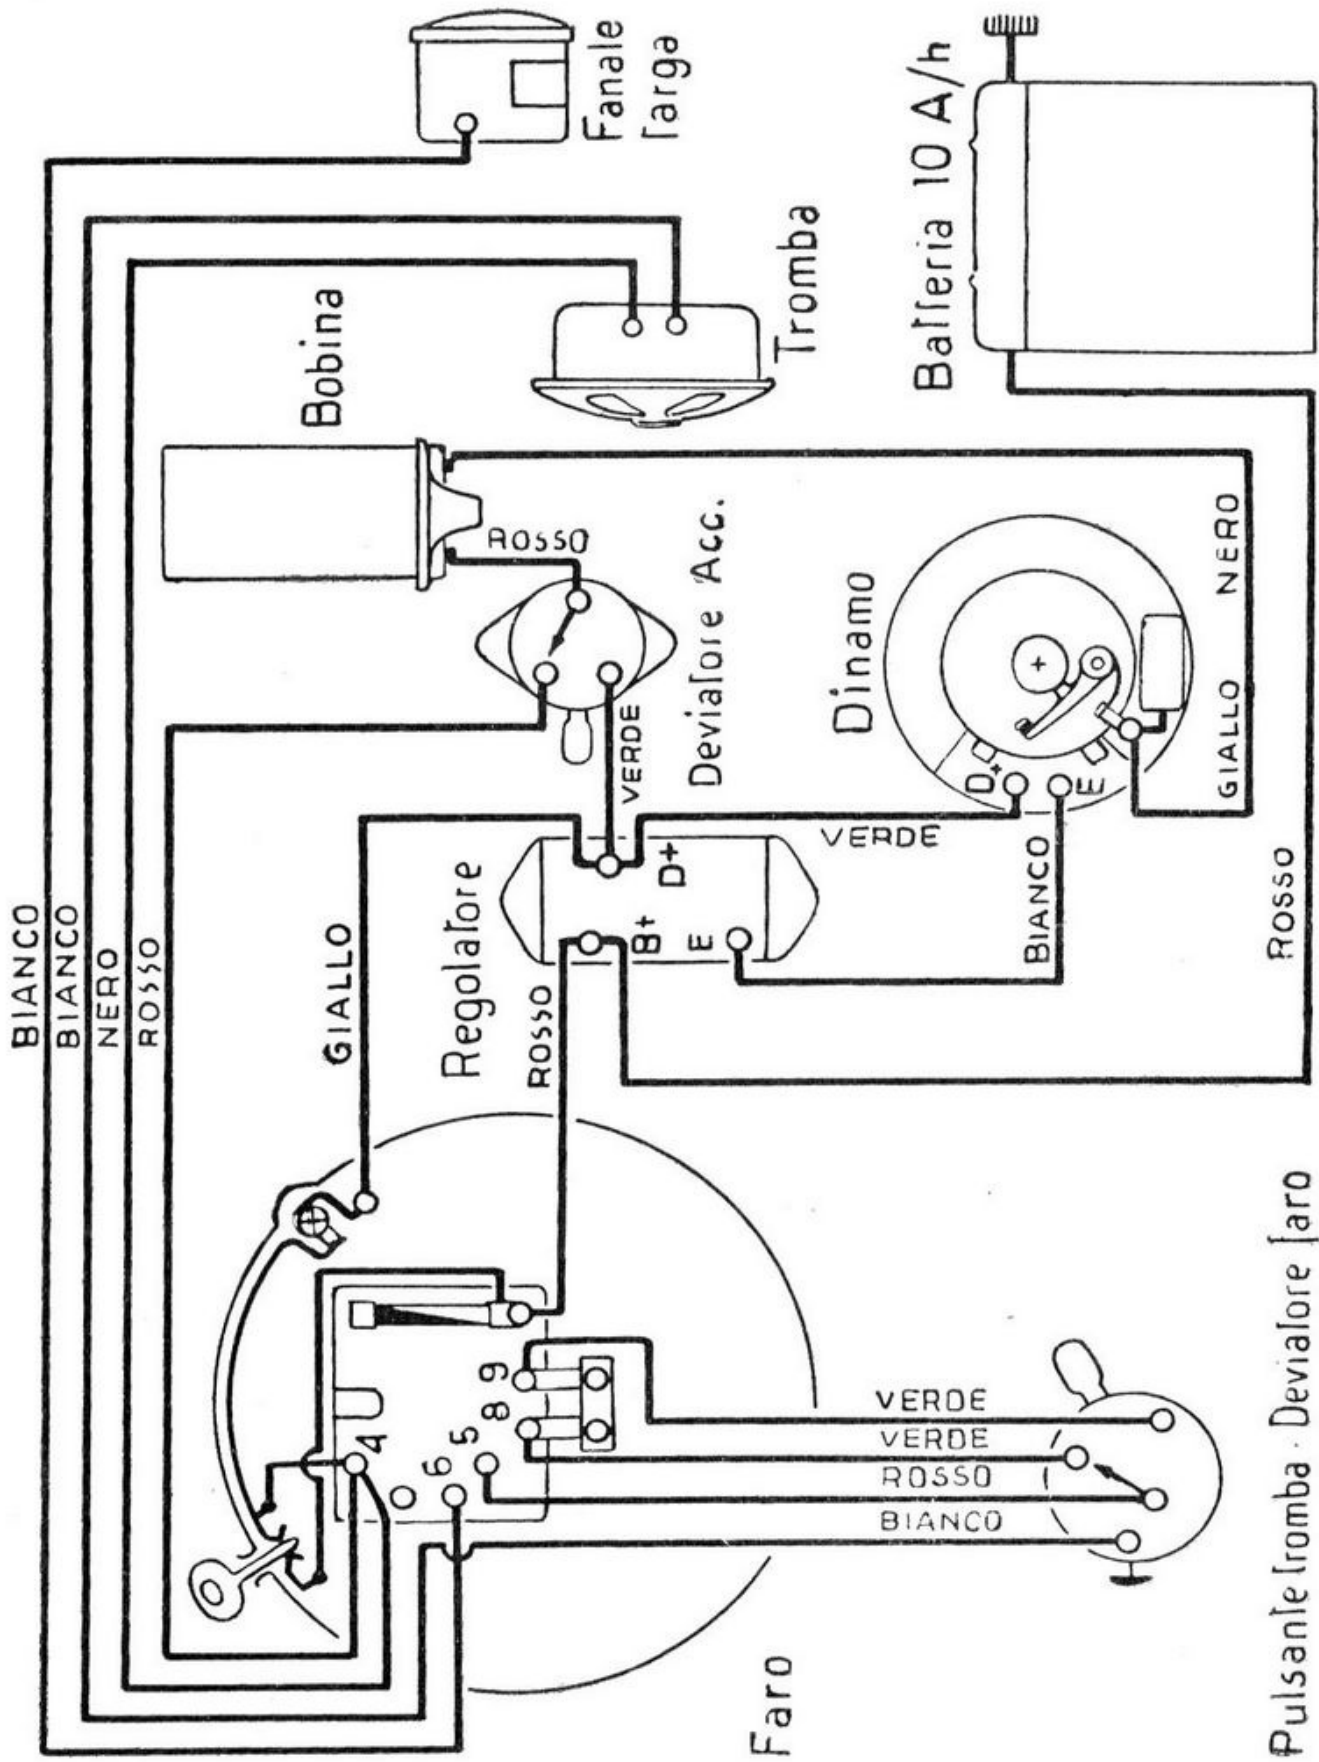 BIANCO
BIANCO
NERO
ROSSO
Fanale
Targa
Bobina
Tromba
Batteria 10 A/h
ROSSO
Deviatore Acc.
VERDE
GIALLO
Regolatore
D+
B+
E
ROSSO
Dinamo
D+
E
VERDE
BIANCO
GIALLO
NERO
ROSSO
4
6
5
8
9
Faro
VERDE
VERDE
ROSSO
BIANCO
Pulsante tromba - Deviatore faro